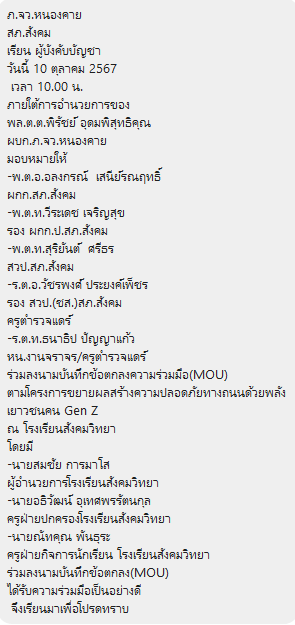 ภ.จว.หนองคาย
สภ.สังคม
เรียน ผู้บังคับบัญชา
วันนี้ 10 ตุลาคม 2567
เวลา 10.00 น.
ภายใต้การอำนวยการของ
พล.ต.ต.พิรัชย์ อุดมพิสุทธิคุณ
ผบก.ภ.จว.หนองคาย
มอบหมายให้
-พ.ต.อ.อลงกรณ์  เสนีย์รณฤทธิ์
ผกก.สภ.สังคม
-พ.ต.ท.วีระเดช เจริญสุข
รอง ผกก.ป.สภ.สังคม
-พ.ต.ท.สุริยันต์  ศรีธร
สวป.สภ.สังคม
-ร.ต.อ.วัชรพงศ์ ประยงค์เพ็ชร
รอง สวป.(ชส.)สภ.สังคม
ครูตำรวจแดร์
-ร.ต.ท.ธนาธิป ปัญญาแก้ว
หน.งานจราจร/ครูตำรวจแดร์
ร่วมลงนามบันทึกข้อตกลงความร่วมมือ(MOU)
ตามโครงการขยายผลสร้างความปลอดภัยทางถนนด้วยพลัง
เยาวชนคน Gen Z
ณ โรงเรียนสังคมวิทยา
โดยมี
-นายสมชัย การมาโส
ผู้อำนวยการโรงเรียนสังคมวิทยา
-นายอธิวัฒน์ อุเทศพรรัตนกุล
ครูฝ่ายปกครองโรงเรียนสังคมวิทยา
-นายณัทคุณ พันธุระ
ครูฝ่ายกิจการนักเรียน โรงเรียนสังคมวิทยา
ร่วมลงนามบันทึกข้อตกลง(MOU)
ได้รับความร่วมมือเป็นอย่างดี
จึงเรียนมาเพื่อโปรดทราบ